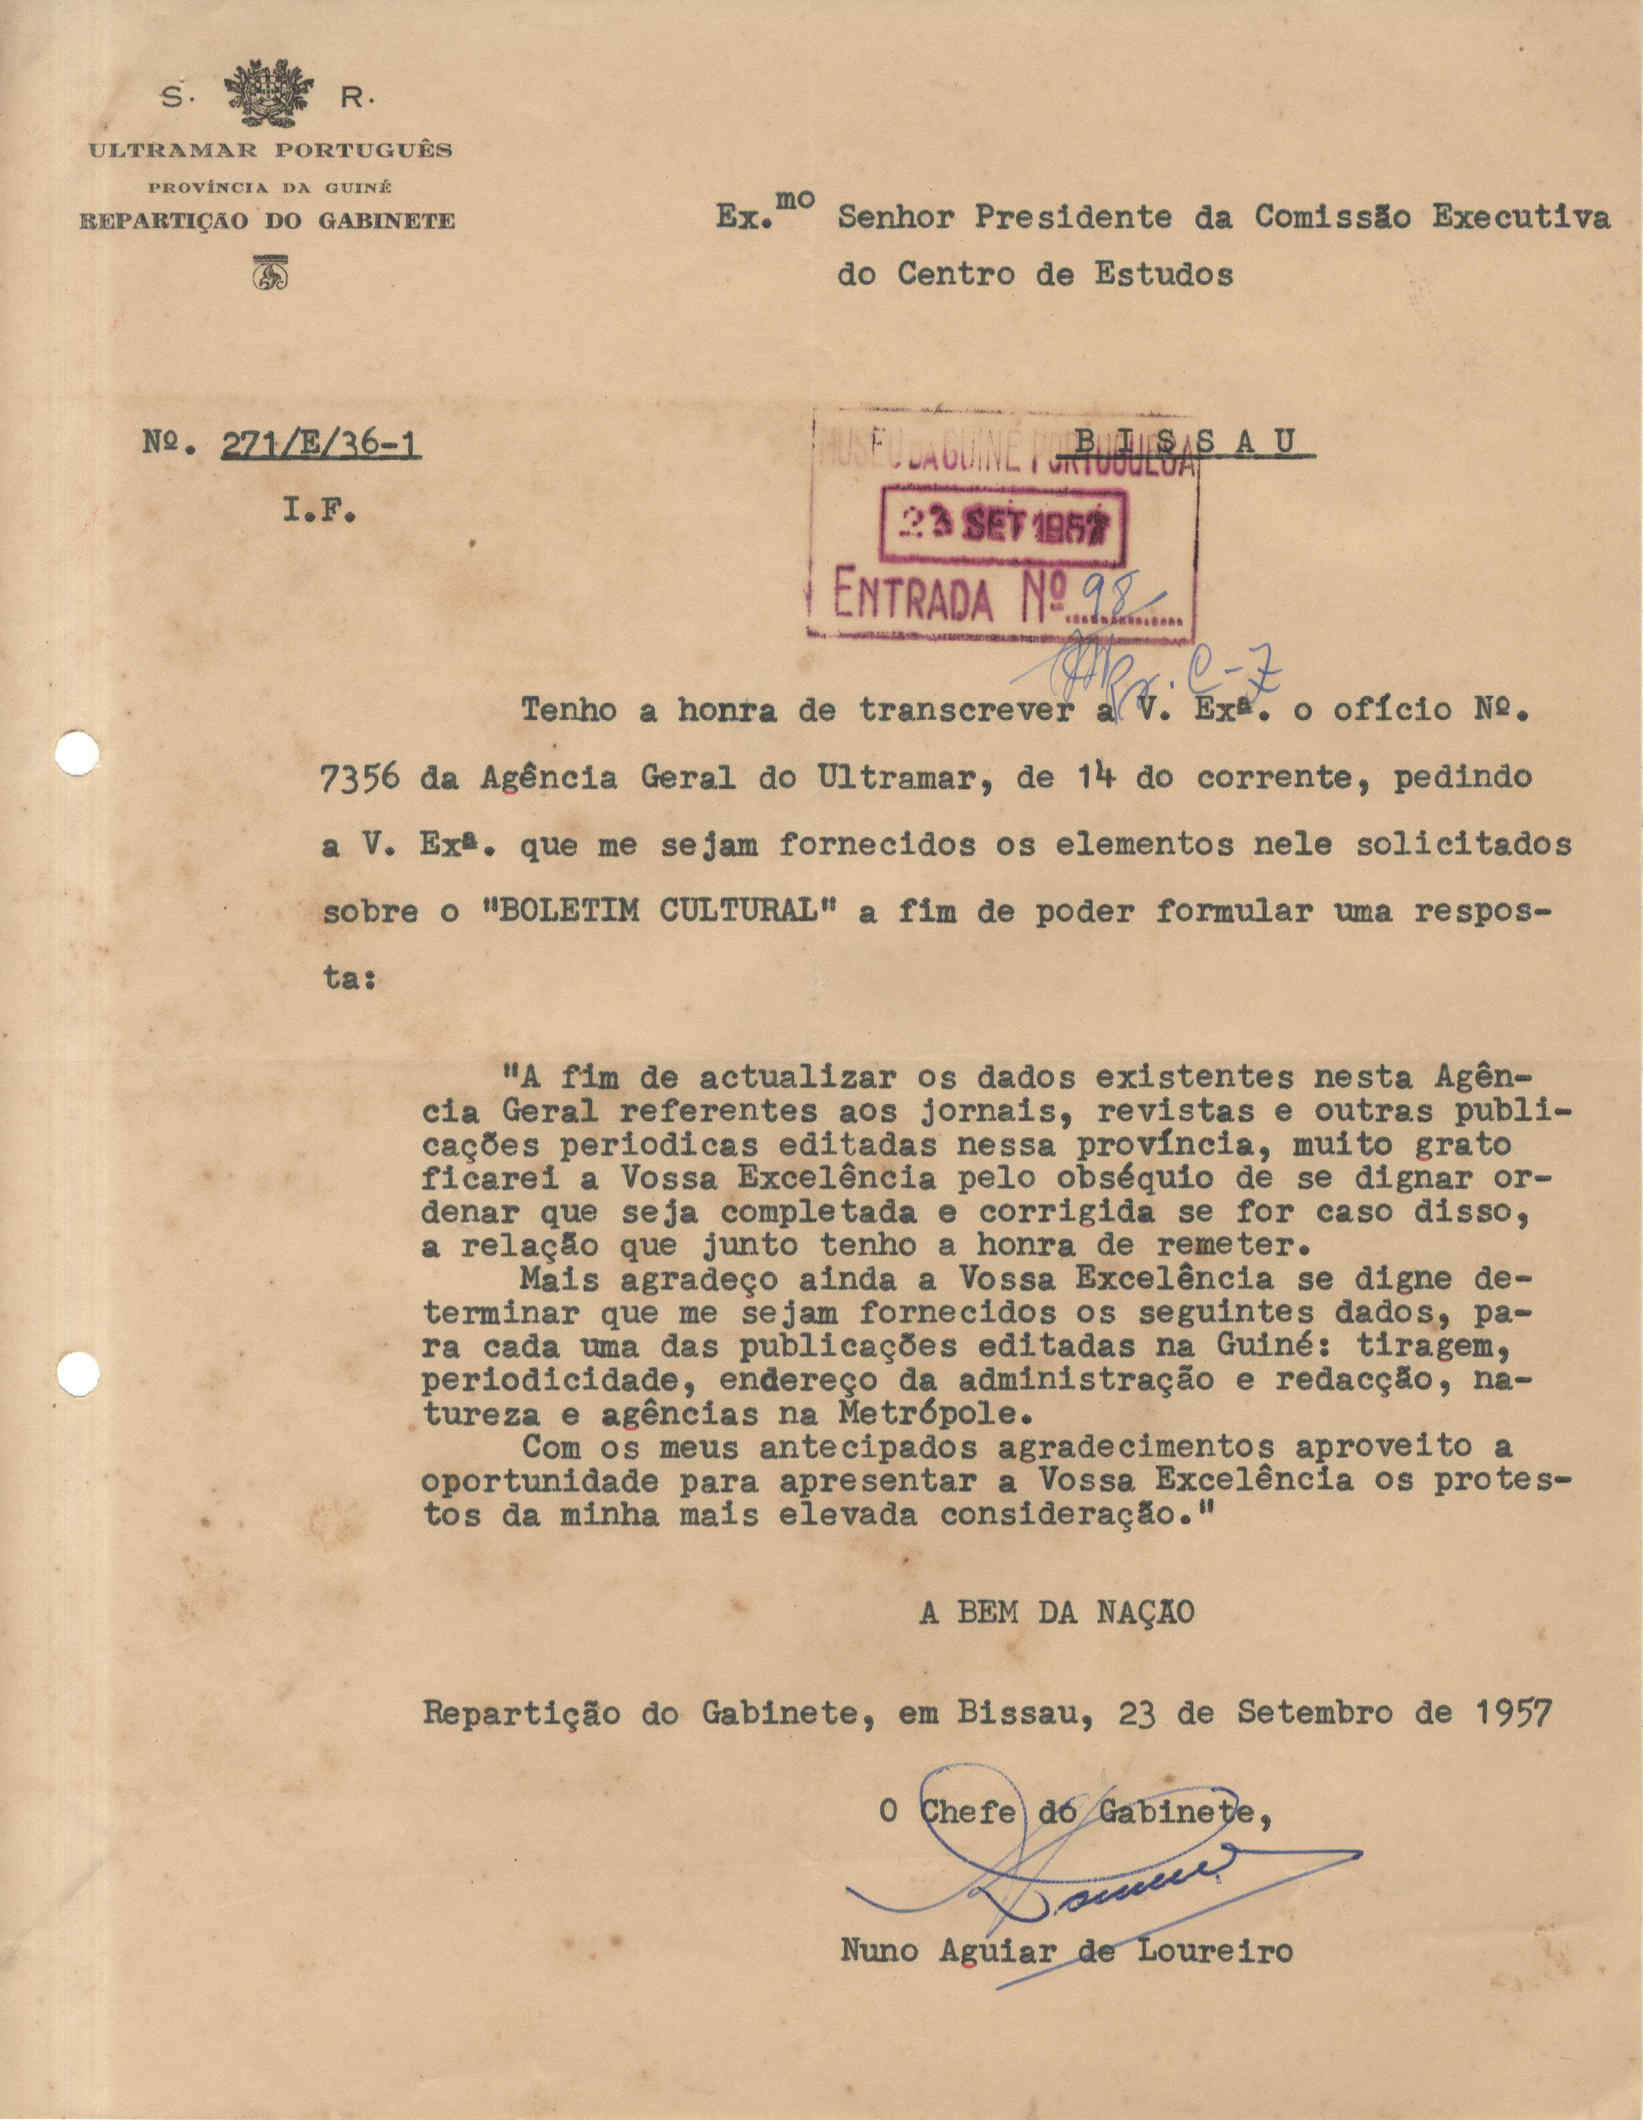 S. R.
ULTRAMAR PORTUGUÊS
PROVÍNCIA DA GUINÉ
REPARTIÇÃO DO GABINETE
Ex.mo Senhor Presidente da Comissão Executiva
do Centro de Estudos
Nº. 271/E/36-1
B I S S A U
I.F.
MUSEU DA GUINÉ PORTUGUESA
23 SET 1957
ENTRADA Nº 98
C-7
Tenho a honra de transcrever a V. Exª. o ofício Nº.
7356 da Agência Geral do Ultramar, de 14 do corrente, pedindo
a V. Exª. que me sejam fornecidos os elementos nele solicitados
sobre o "BOLETIM CULTURAL" a fim de poder formular uma respos-
ta:
"A fim de actualizar os dados existentes nesta Agên-
cia Geral referentes aos jornais, revistas e outras publi-
cações periodicas editadas nessa província, muito grato
ficarei a Vossa Excelência pelo obséquio de se dignar or-
denar que seja completada e corrigida se for caso disso,
a relação que junto tenho a honra de remeter.
Mais agradeço ainda a Vossa Excelência se digne de-
terminar que me sejam fornecidos os seguintes dados, pa-
ra cada uma das publicações editadas na Guiné: tiragem,
periodicidade, endereço da administração e redacção, na-
tureza e agências na Metrópole.
Com os meus antecipados agradecimentos aproveito a
oportunidade para apresentar a Vossa Excelência os protes-
tos da minha mais elevada consideração."
A BEM DA NAÇÃO
Repartição do Gabinete, em Bissau, 23 de Setembro de 1957
O Chefe do Gabinete,
Nuno Aguiar de Loureiro